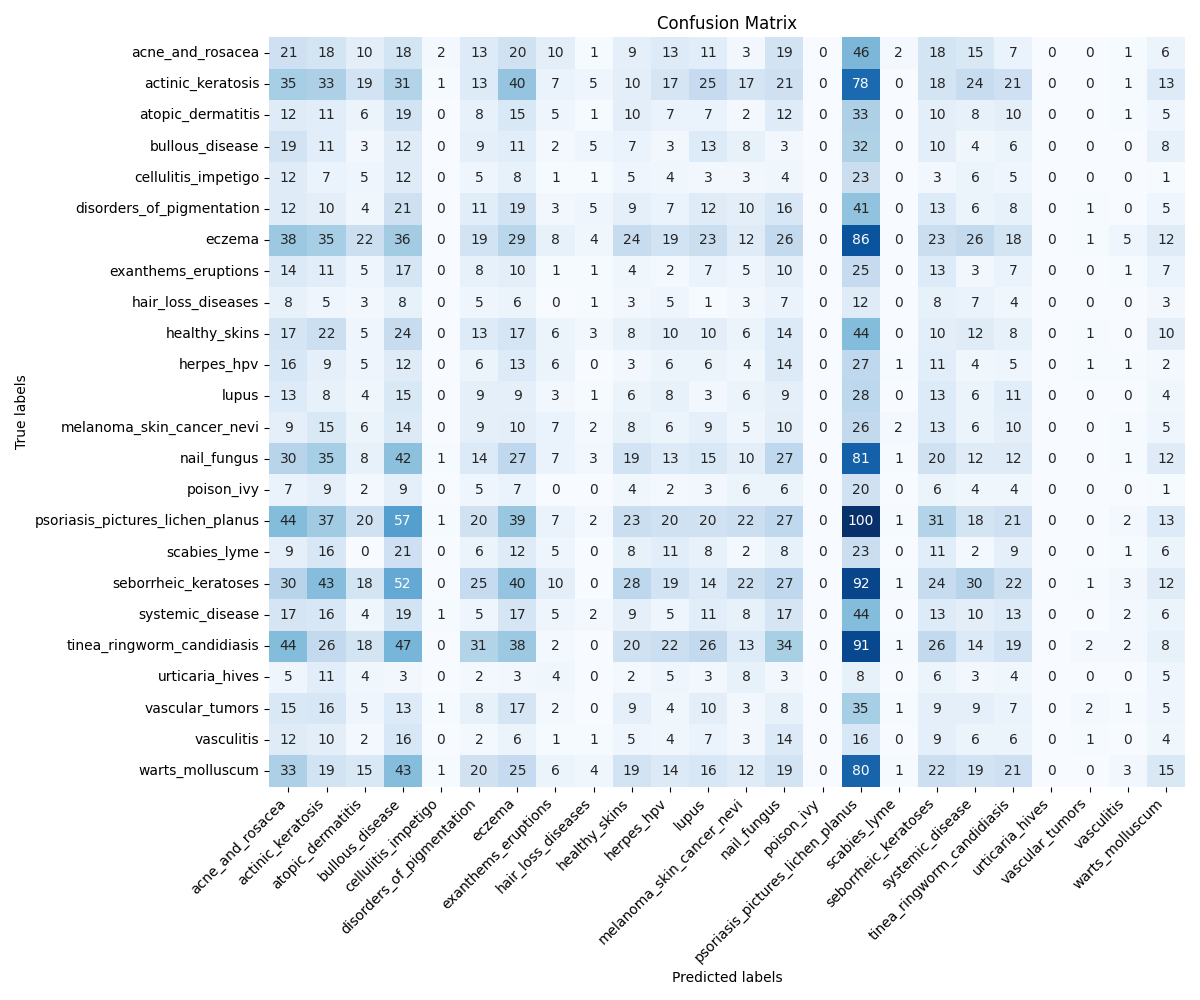 Confusion Matrix
acne_and_rosacea 21 18 10 18 2 13 20 10 1 9 13 11 3 19 0 46 2 18 15 7 0 0 1 6
actinic_keratosis 35 33 19 31 1 13 40 7 5 10 17 25 17 21 0 78 0 18 24 21 0 0 1 13
atopic_dermatitis 12 11 6 19 0 8 15 5 1 10 7 7 2 12 0 33 0 10 8 10 0 0 1 5
bullous_disease 19 11 3 12 0 9 11 2 5 7 3 13 8 3 0 32 0 10 4 6 0 0 0 8
cellulitis_impetigo 12 7 5 12 0 5 8 1 1 5 4 3 3 4 0 23 0 3 6 5 0 0 0 1
disorders_of_pigmentation 12 10 4 21 0 11 19 3 5 9 7 12 10 16 0 41 0 13 6 8 0 1 0 5
eczema 38 35 22 36 0 19 29 8 4 24 19 23 12 26 0 86 0 23 26 18 0 1 5 12
exanthems_eruptions 14 11 5 17 0 8 10 1 1 4 2 7 5 10 0 25 0 13 3 7 0 0 1 7
hair_loss_diseases 8 5 3 8 0 5 6 0 1 3 5 1 3 7 0 12 0 8 7 4 0 0 0 3
healthy_skins 17 22 5 24 0 13 17 6 3 8 10 10 6 14 0 44 0 10 12 8 0 1 0 10
herpes_hpv 16 9 5 12 0 6 13 6 0 3 6 6 4 14 0 27 1 11 4 5 0 1 1 2
lupus 13 8 4 15 0 9 9 3 1 6 8 3 6 9 0 28 0 13 6 11 0 0 0 4
melanoma_skin_cancer_nevi 9 15 6 14 0 9 10 7 2 8 6 9 5 10 0 26 2 13 6 10 0 0 1 5
nail_fungus 30 35 8 42 1 14 27 7 3 19 13 15 10 27 0 81 1 20 12 12 0 0 1 12
poison_ivy 7 9 2 9 0 5 7 0 0 4 2 3 6 6 0 20 0 6 4 4 0 0 0 1
psoriasis_pictures_lichen_planus 44 37 20 57 1 20 39 7 2 23 20 20 22 27 0 100 1 31 18 21 0 0 2 13
scabies_lyme 9 16 0 21 0 6 12 5 0 8 11 8 2 8 0 23 0 11 2 9 0 0 1 6
seborrheic_keratoses 30 43 18 52 0 25 40 10 0 28 19 14 22 27 0 92 1 24 30 22 0 1 3 12
systemic_disease 17 16 4 19 1 5 17 5 2 9 5 11 8 17 0 44 0 13 10 13 0 0 2 6
tinea_ringworm_candidiasis 44 26 18 47 0 31 38 2 0 20 22 26 13 34 0 91 1 26 14 19 0 2 2 8
urticaria_hives 5 11 4 3 0 2 3 4 0 2 5 3 8 3 0 8 0 6 3 4 0 0 0 5
vascular_tumors 15 16 5 13 1 8 17 2 0 9 4 10 3 8 0 35 1 9 9 7 0 2 1 5
vasculitis 12 10 2 16 0 2 6 1 1 5 4 7 3 14 0 16 0 9 6 6 0 1 0 4
warts_molluscum 33 19 15 43 1 20 25 6 4 19 14 16 12 19 0 80 1 22 19 21 0 0 3 15
True labels
acne_and_rosacea
actinic_keratosis
atopic_dermatitis
bullous_disease
cellulitis_impetigo
disorders_of_pigmentation
eczema
exanthems_eruptions
hair_loss_diseases
healthy_skins
herpes_hpv
lupus
melanoma_skin_cancer_nevi
nail_fungus
poison_ivy
psoriasis_pictures_lichen_planus
scabies_lyme
seborrheic_keratoses
systemic_disease
tinea_ringworm_candidiasis
urticaria_hives
vascular_tumors
vasculitis
warts_molluscum
Predicted labels